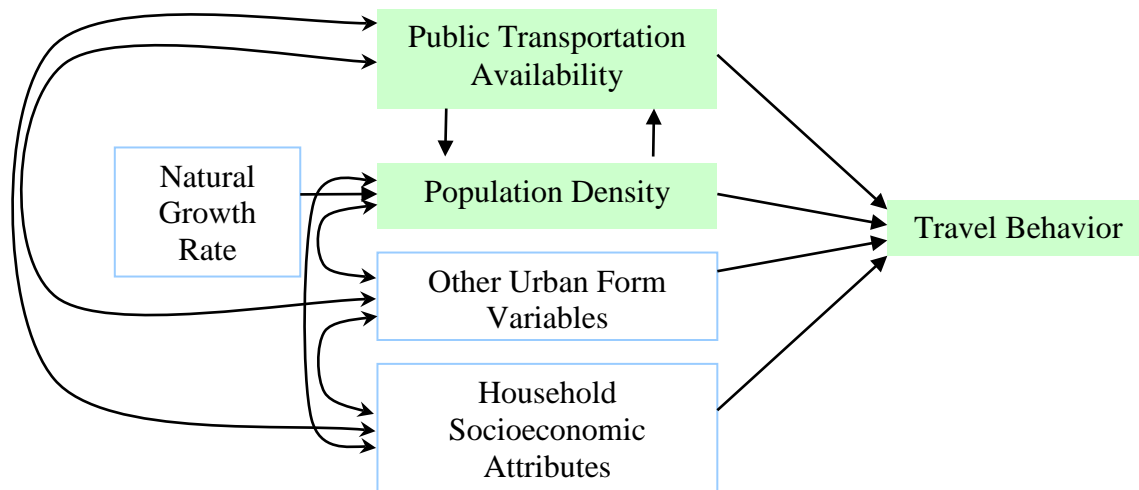 Public Transportation
Availability
Natural
Growth
Rate
Population Density
Travel Behavior
Other Urban Form
Variables
Household
Socioeconomic
Attributes